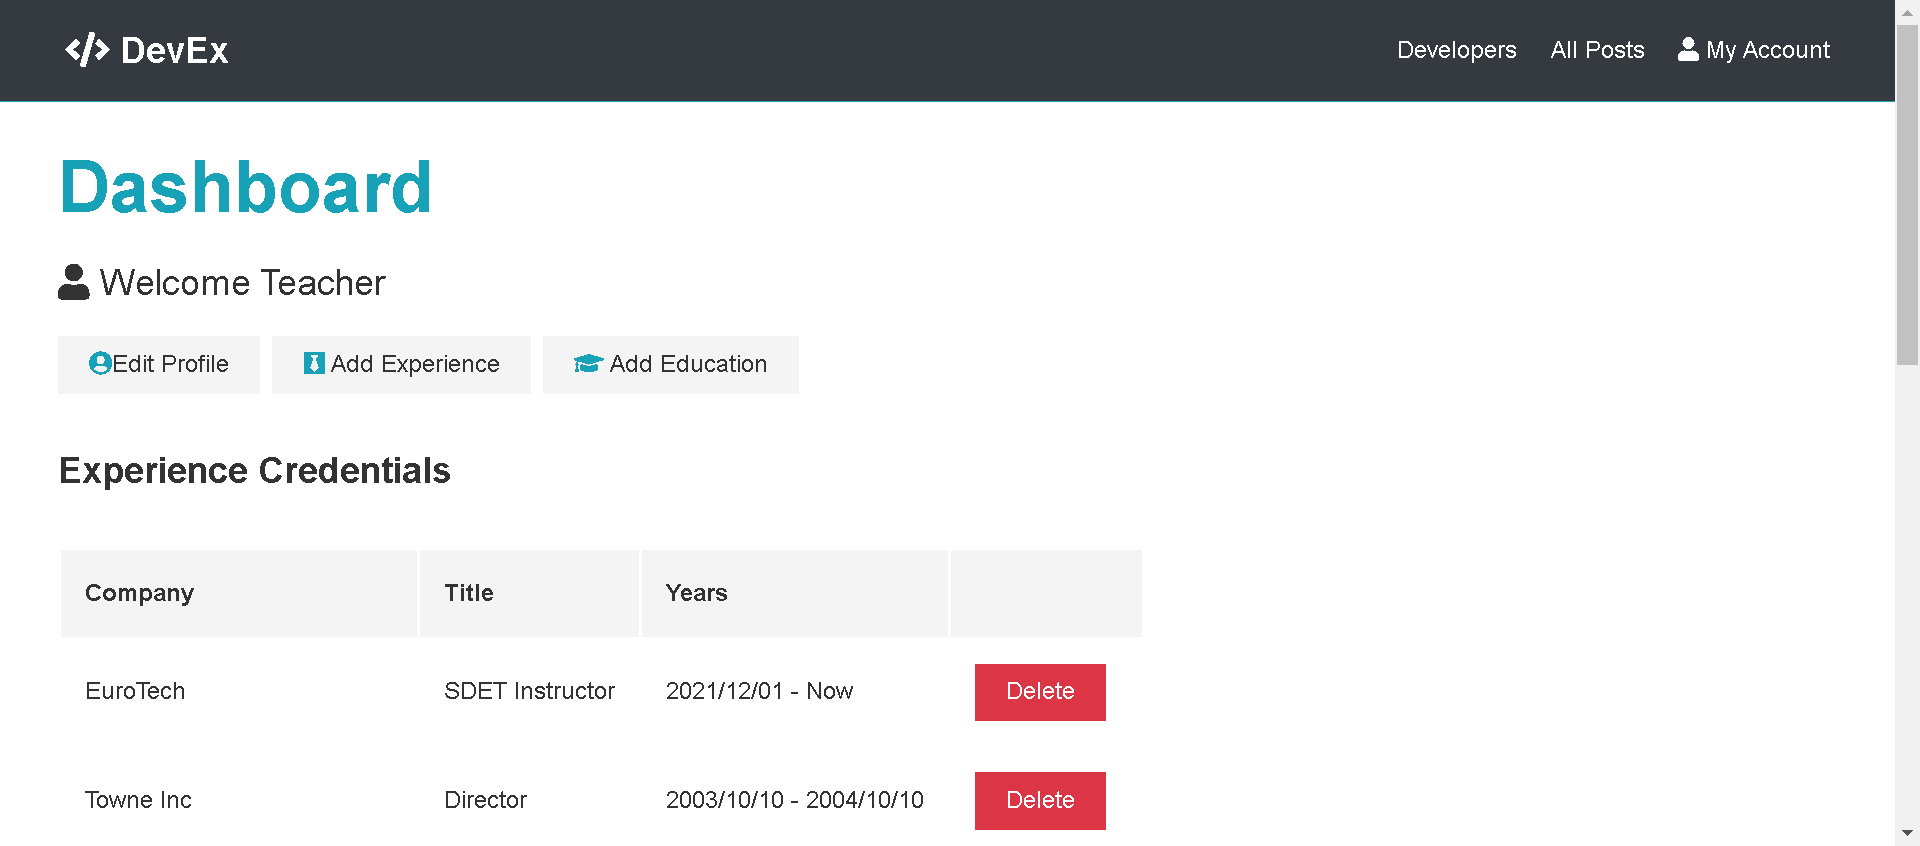 DevEx
Developers All Posts My Account
Dashboard
Welcome Teacher
Edit Profile Add Experience Add Education
Experience Credentials
Company Title Years
EuroTech SDET Instructor 2021/12/01 - Now Delete
Towne Inc Director 2003/10/10 - 2004/10/10 Delete